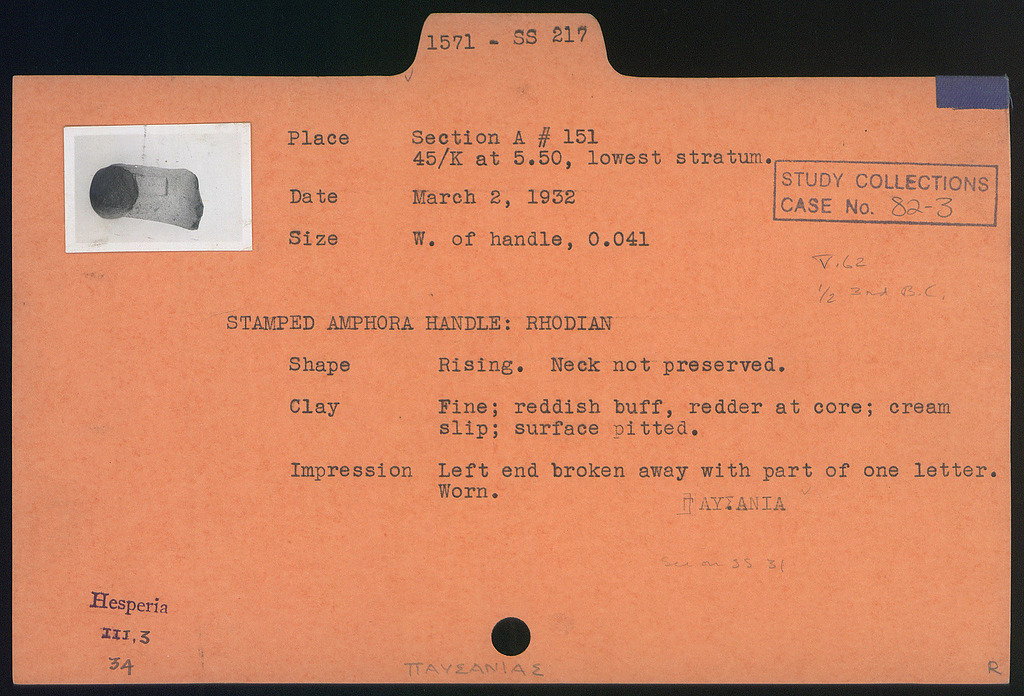 1571 - SS 217
Place Section A # 151
45/K at 5.50, lowest stratum.
STUDY COLLECTIONS
CASE No. 82-3
Date March 2, 1932
Size W. of handle, 0.041
V.62
1/2 3rd B.C.
STAMPED AMPHORA HANDLE: RHODIAN
Shape Rising. Neck not preserved.
Clay Fine; reddish buff, redder at core; cream
slip; surface pitted.
Impression Left end broken away with part of one letter.
Worn.
ΠΑΥΣΑΝΙΑ
SS 31
Hesperia
III.3
34
ΠΑΥΣΑΝΙΑΣ
R